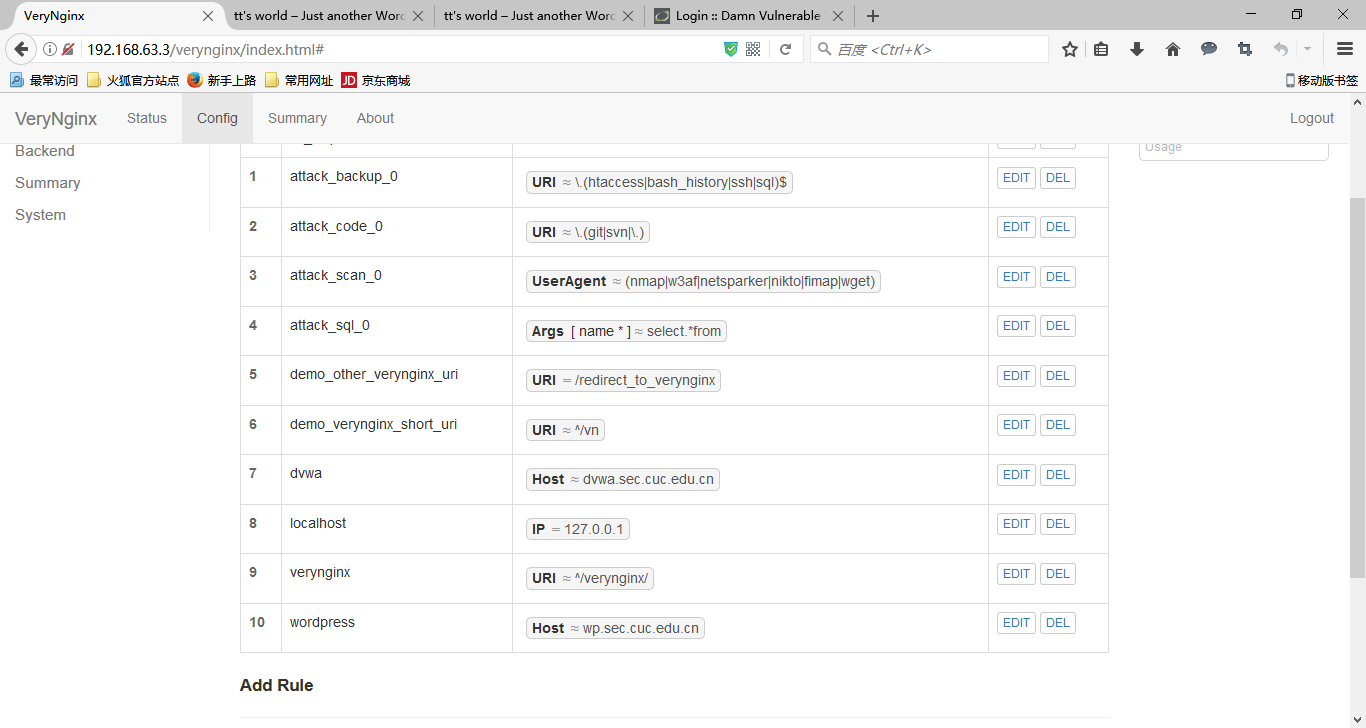 VeryNginx
tt's world – Just another Word
tt's world – Just another Word
Login :: Damn Vulnerable
192.168.63.3/verynginx/index.html#
百度 <Ctrl+K>
最常访问 火狐官方站点 新手上路 常用网址 JD 京东商城 移动版书签
VeryNginx Status Config Summary About Logout
Backend
Summary
System
Usage
1 attack_backup_0 URI ≈ \.(htaccess|bash_history|ssh|sql)$ EDIT DEL
2 attack_code_0 URI ≈ \.(git|svn|\.) EDIT DEL
3 attack_scan_0 UserAgent ≈ (nmap|w3af|netsparker|nikto|fimap|wget) EDIT DEL
4 attack_sql_0 Args [ name * ] ≈ select.*from EDIT DEL
5 demo_other_verynginx_uri URI = /redirect_to_verynginx EDIT DEL
6 demo_verynginx_short_uri URI ≈ ^/vn EDIT DEL
7 dvwa Host ≈ dvwa.sec.cuc.edu.cn EDIT DEL
8 localhost IP = 127.0.0.1 EDIT DEL
9 verynginx URI ≈ ^/verynginx/ EDIT DEL
10 wordpress Host ≈ wp.sec.cuc.edu.cn EDIT DEL
Add Rule